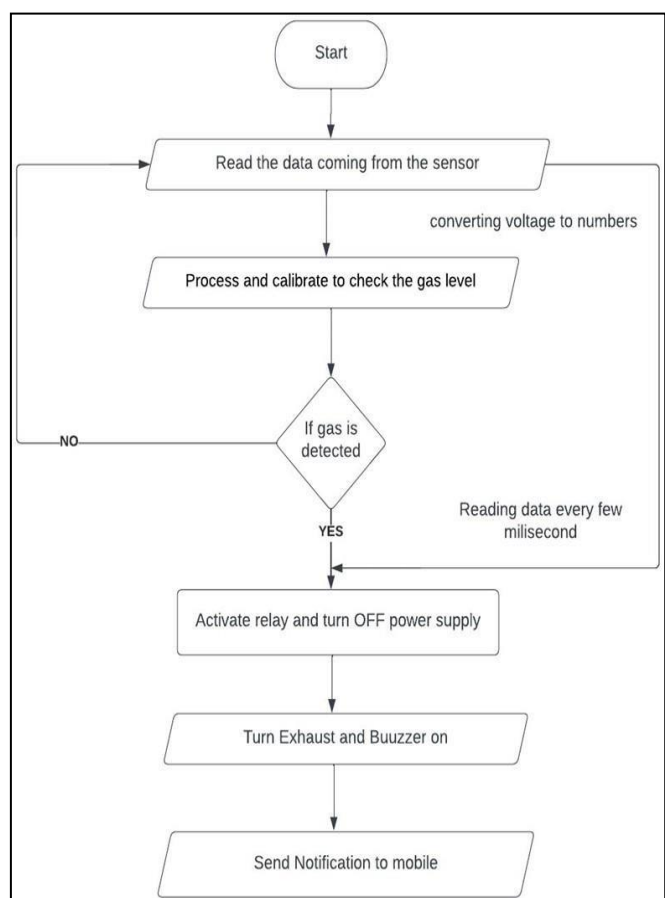 Start
Read the data coming from the sensor
converting voltage to numbers
Process and calibrate to check the gas level
If gas is
detected
NO
YES
Reading data every few
milisecond
Activate relay and turn OFF power supply
Turn Exhaust and Buuzzer on
Send Notification to mobile